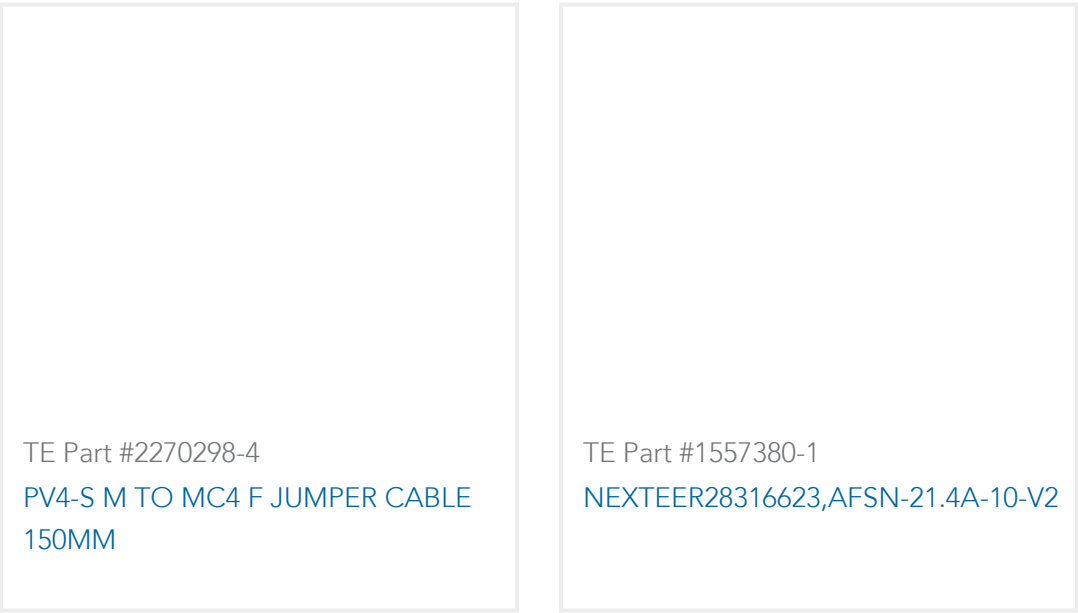 TE Part #2270298-4
PV4-S M TO MC4 F JUMPER CABLE
150MM
TE Part #1557380-1
NEXTEER28316623,AFSN-21.4A-10-V2